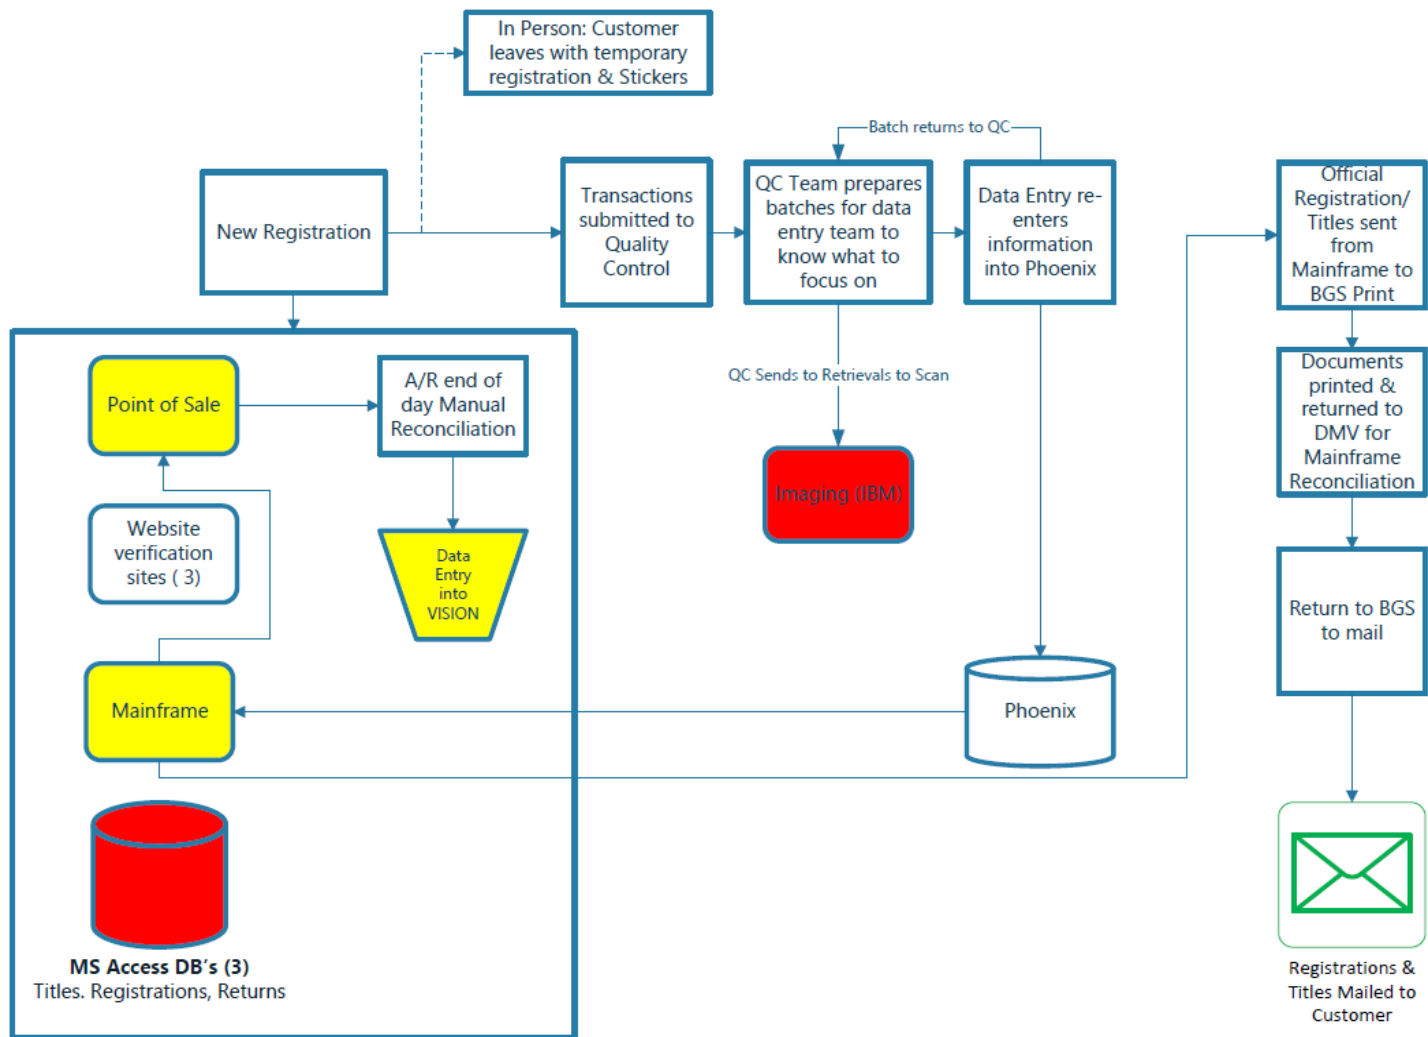 In Person: Customer
leaves with temporary
registration & Stickers
Batch returns to QC
New Registration
Transactions
submitted to
Quality
Control
QC Team prepares
batches for data
entry team to
know what to
focus on
Data Entry re-
enters
information
into Phoenix
Official
Registration/
Titles sent
from
Mainframe to
BGS Print
Point of Sale
A/R end of
day Manual
Reconciliation
QC Sends to Retrievals to Scan
Documents
printed &
returned to
DMV for
Mainframe
Reconciliation
Imaging (IBM)
Website
verification
sites ( 3)
Data
Entry
into
VISION
Return to BGS
to mail
Mainframe
Phoenix
MS Access DB's (3)
Titles. Registrations, Returns
Registrations &
Titles Mailed to
Customer